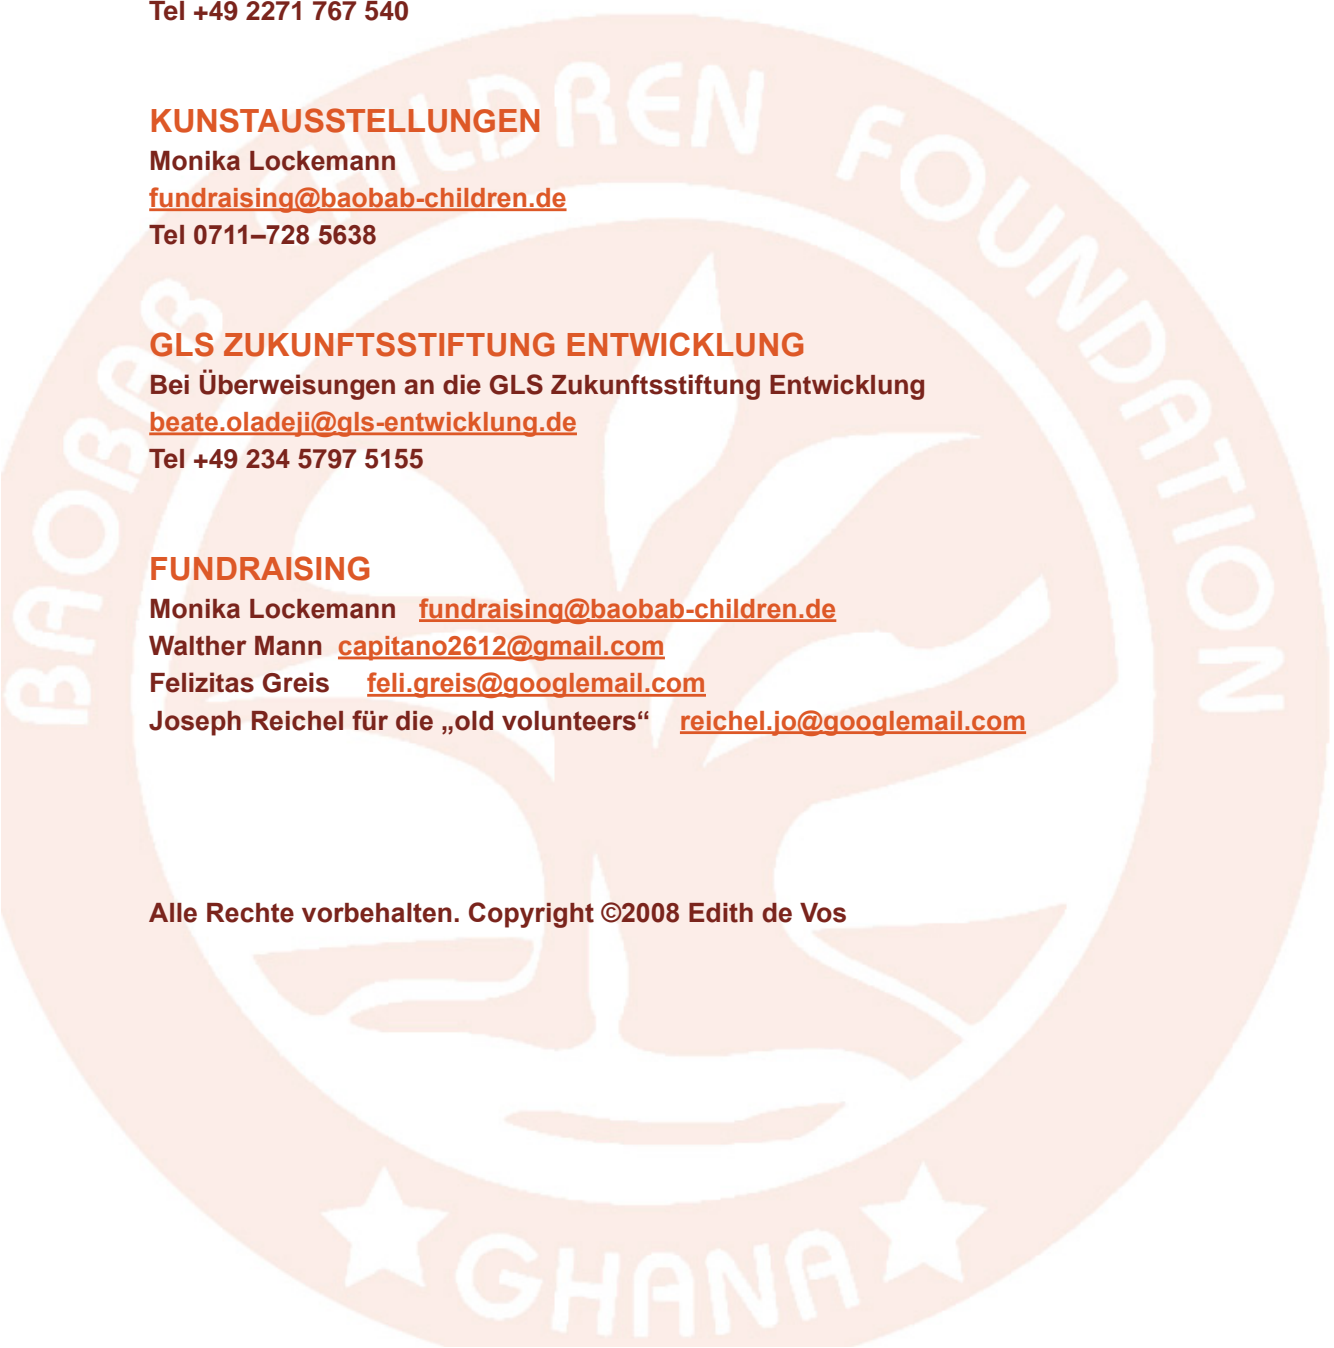 Tel +49 2271 767 540
KUNSTAUSSTELLUNGEN
Monika Lockemann
fundraising@baobab-children.de
Tel 0711–728 5638
GLS ZUKUNFTSSTIFTUNG ENTWICKLUNG
Bei Überweisungen an die GLS Zukunftsstiftung Entwicklung
beate.oladeji@gls-entwicklung.de
Tel +49 234 5797 5155
FUNDRAISING
Monika Lockemann fundraising@baobab-children.de
Walther Mann capitano2612@gmail.com
Felizitas Greis feli.greis@googlemail.com
Joseph Reichel für die „old volunteers“ reichel.jo@googlemail.com
Alle Rechte vorbehalten. Copyright ©2008 Edith de Vos
BAOBAB CHILDREN FOUNDATION
GHANA